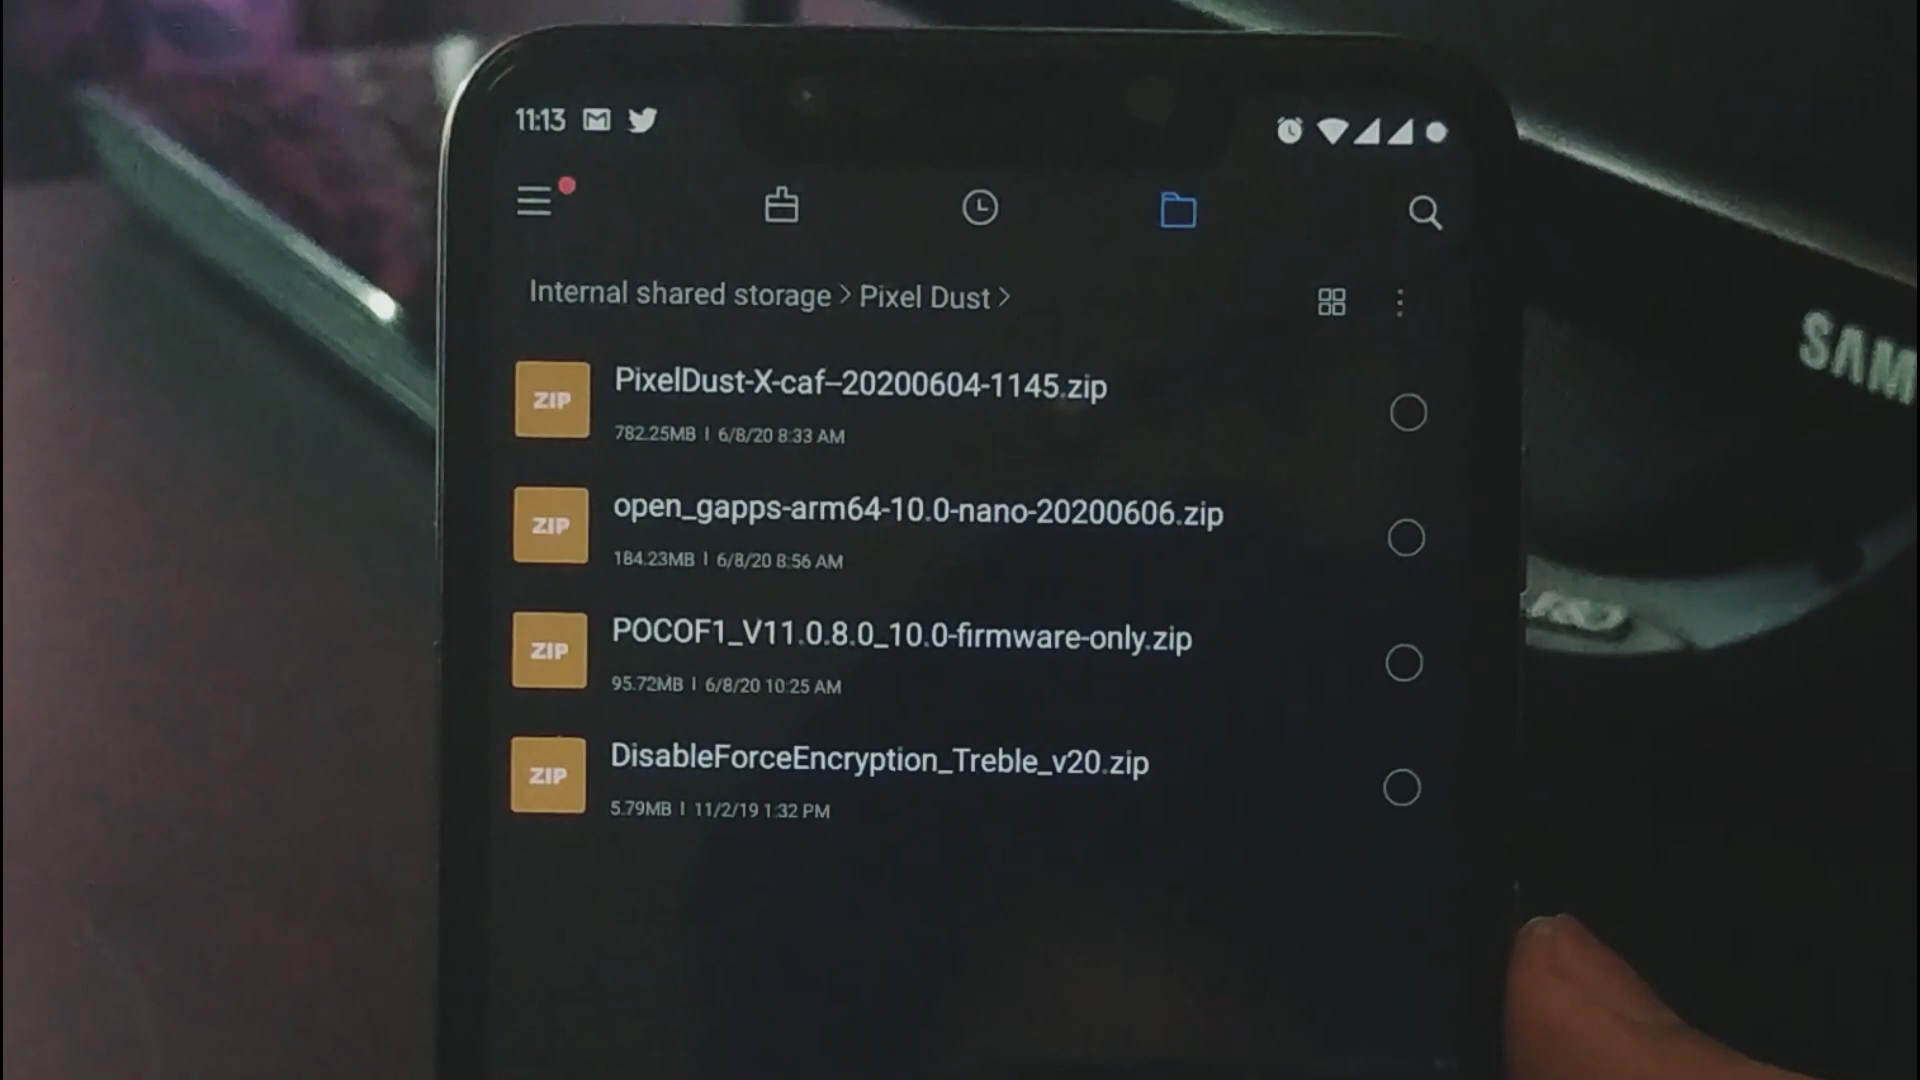 11:13
Internal shared storage > Pixel Dust >
ZIP
PixelDust-X-caf--20200604-1145.zip
782.25MB | 6/8/20 8:33 AM
ZIP
open_gapps-arm64-10.0-nano-20200606.zip
184.23MB | 6/8/20 8:56 AM
ZIP
POCOF1_V11.0.8.0_10.0-firmware-only.zip
95.72MB | 6/8/20 10:25 AM
ZIP
DisableForceEncryption_Treble_v20.zip
5.79MB | 11/2/19 1:32 PM
SAM